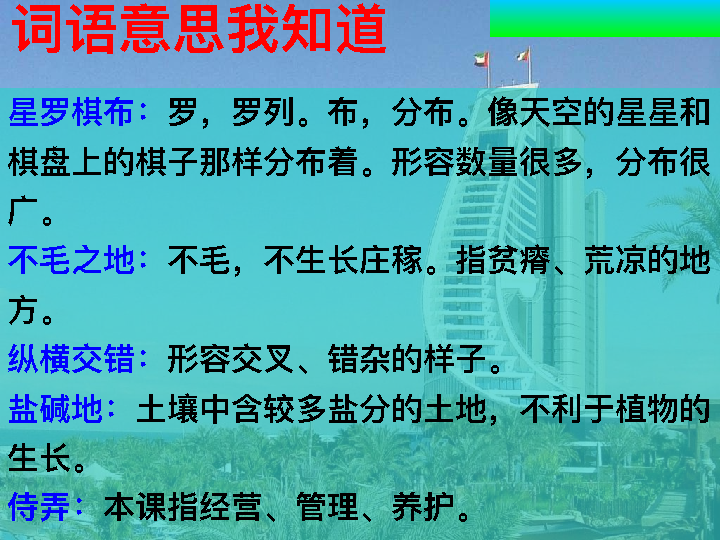 词语意思我知道
星罗棋布：罗，罗列。布，分布。像天空的星星和
棋盘上的棋子那样分布着。形容数量很多，分布很
广。
不毛之地：不毛，不生长庄稼。指贫瘠、荒凉的地
方。
纵横交错：形容交叉、错杂的样子。
盐碱地：土壤中含较多盐分的土地，不利于植物的
生长。
侍弄：本课指经营、管理、养护。